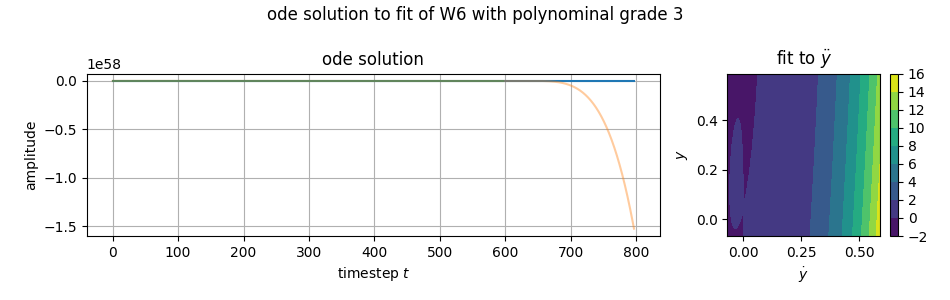 ode solution to fit of W6 with polynominal grade 3
ode solution
1e58
0.0
−0.5
−1.0
−1.5
amplitude
0 100 200 300 400 500 600 700 800
timestep t
fit to ÿ
0.4
0.2
0.0
y
0.00 0.25 0.50
ẏ
16
14
12
10
8
6
4
2
0
−2